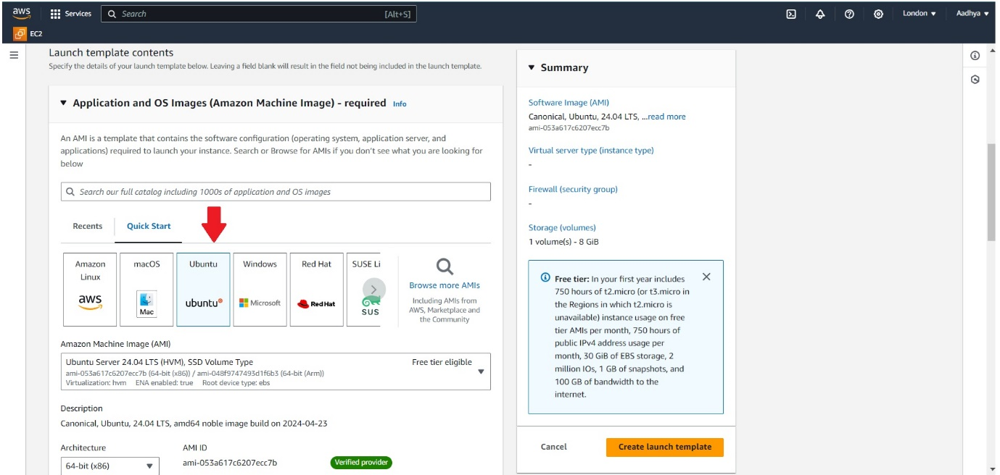 aws
Services
Search
[Alt+S]
London
Aadhya
EC2
Launch template contents
Specify the details of your launch template below. Leaving a field blank will result in the field not being included in the launch template.
Application and OS Images (Amazon Machine Image) - required Info
An AMI is a template that contains the software configuration (operating system, application server, and
applications) required to launch your instance. Search or Browse for AMIs if you don't see what you are looking for
below
Search our full catalog including 1000s of application and OS images
Recents
Quick Start
Amazon
Linux
aws
macOS
Mac
Ubuntu
ubuntu
Windows
Microsoft
Red Hat
Red Hat
SUSE Li
SUS
Browse more AMIs
Including AMIs from
AWS, Marketplace and
the Community
Amazon Machine Image (AMI)
Ubuntu Server 24.04 LTS (HVM), SSD Volume Type
Free tier eligible
ami-053a617c6207ecc7b (64-bit (x86)) / ami-048f9747493d1f6b3 (64-bit (Arm))
Virtualization: hvm ENA enabled: true Root device type: ebs
Description
Canonical, Ubuntu, 24.04 LTS, amd64 noble image build on 2024-04-23
Architecture
64-bit (x86)
AMI ID
ami-053a617c6207ecc7b
Verified provider
Summary
Software Image (AMI)
Canonical, Ubuntu, 24.04 LTS, ...read more
ami-053a617c6207ecc7b
Virtual server type (instance type)
-
Firewall (security group)
-
Storage (volumes)
1 volume(s) - 8 GiB
Free tier: In your first year includes
750 hours of t2.micro (or t3.micro in
the Regions in which t2.micro is
unavailable) instance usage on free
tier AMIs per month, 750 hours of
public IPv4 address usage per
month, 30 GiB of EBS storage, 2
million IOs, 1 GB of snapshots, and
100 GB of bandwidth to the
internet.
Cancel
Create launch template